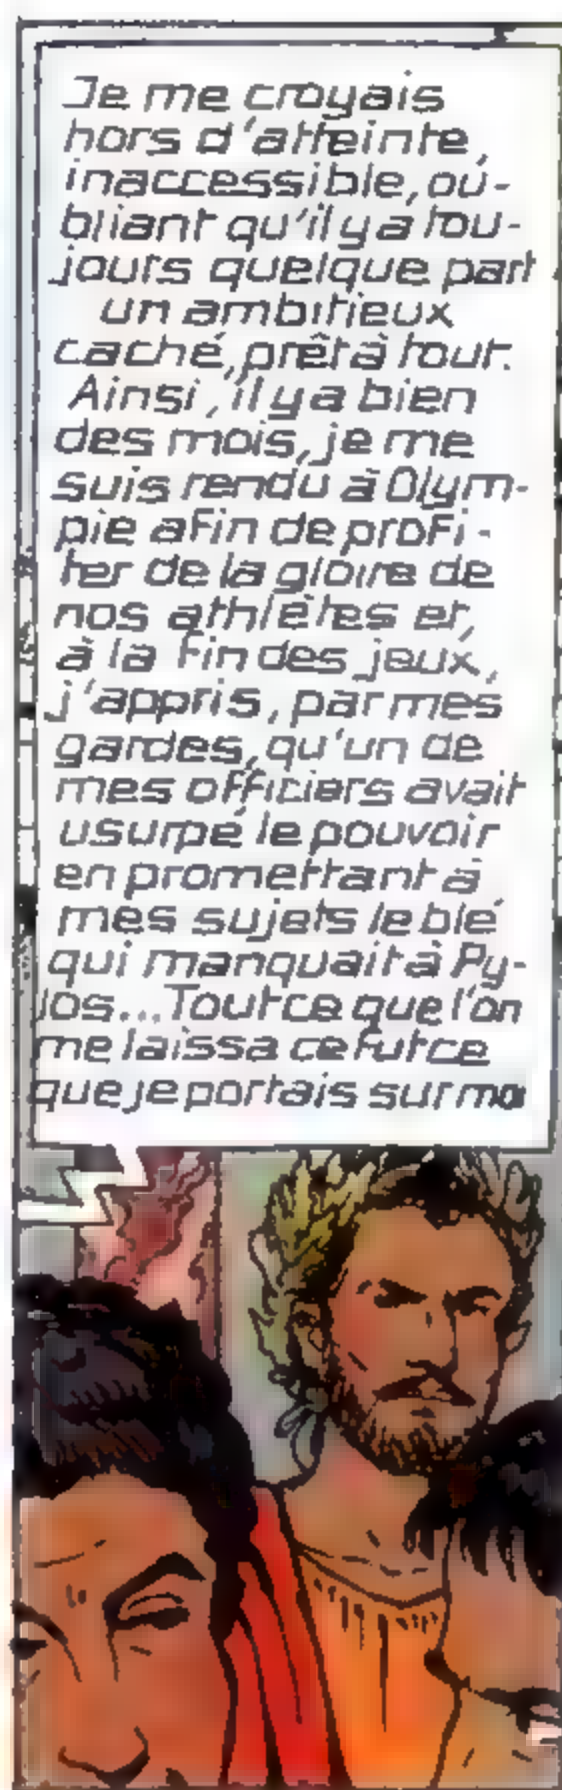 Je me croyais
hors d'atteinte,
inaccessible, ou-
bliant qu'il y a tou-
jours quelque part
un ambitieux
caché, prêt à tout.
Ainsi, il y a bien
des mois, je me
suis rendu à Olym-
pie afin de profi-
ter de la gloire de
nos athlètes et,
à la fin des jeux,
j'appris, par mes
gardes, qu'un de
mes officiers avait
usurpé le pouvoir
en promettant à
mes sujets le blé
qui manquait à Py-
los... Tout ce que l'on
me laissa ce fut ce
que je portais sur moi